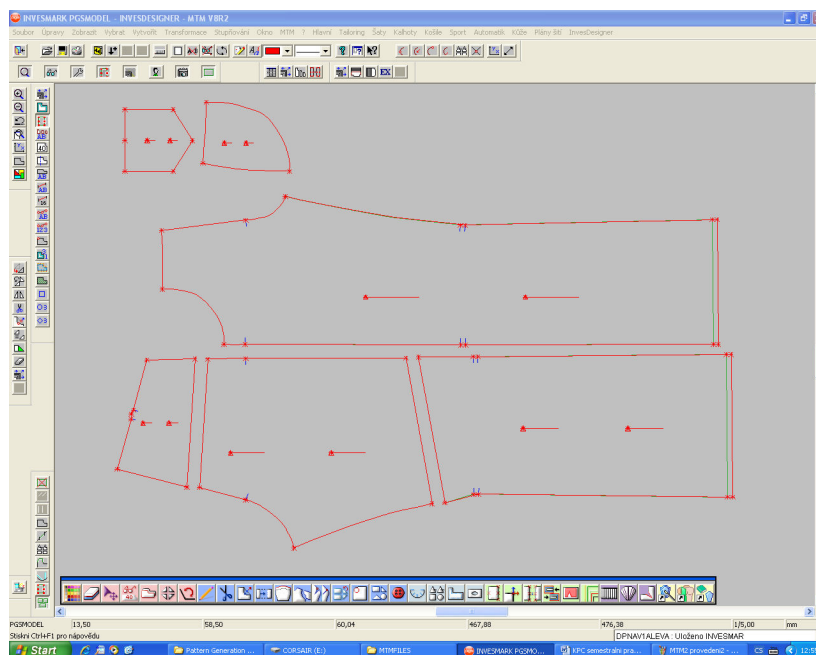 INVESMARK PGSMODEL - INVESDESIGNER - MTM V8R2
Soubor Úpravy Zobrazit Vybrat Vytvořit Transformace Stupňování Okno MTM ? Hlavní Tailoring Šaty Kalhoty Košile Sport Automatik Kůže Plány šití InvesDesigner
EX
PGSMODEL 13,50 58,50 60,04 467,88 476,38 1/5,00 mm
Stiskni Ctrl+F1 pro nápovědu DPNAV1ALEVA : Uloženo INVESMAR
Start Pattern Generation ... CORSAIR (E:) MTMFILES INVESMARK PGSMO... KPC semestralni pra... MTM2 provedeni2 - ... CS 12:55